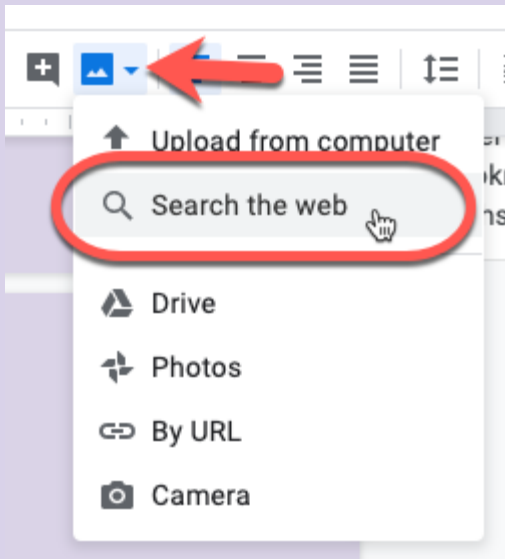 Upload from computer
Search the web
Drive
Photos
By URL
Camera